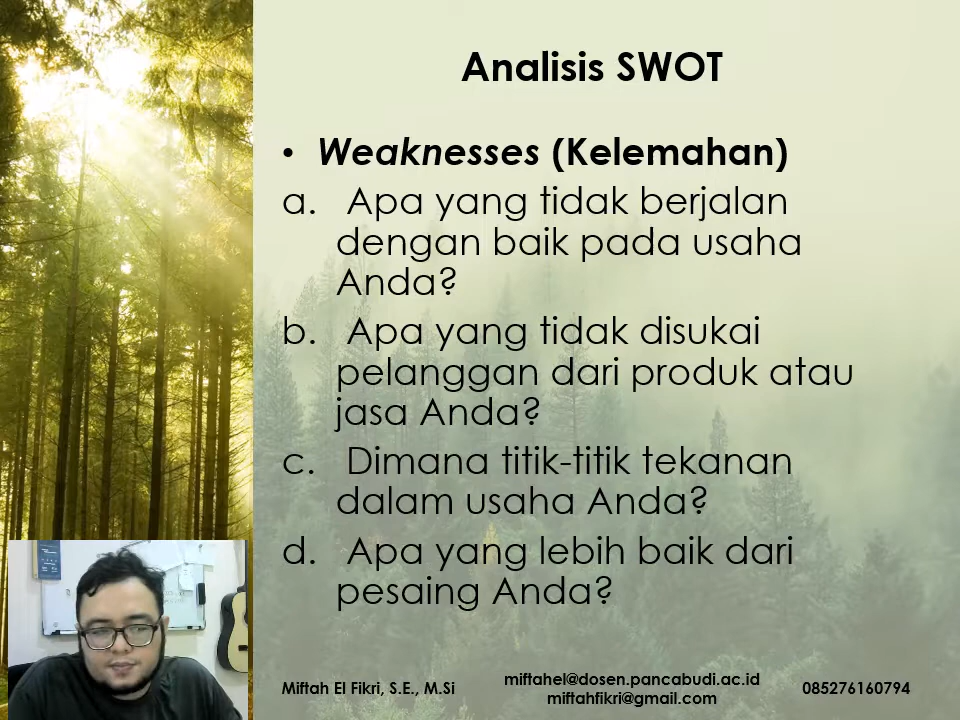 Analisis SWOT
• Weaknesses (Kelemahan)
a. Apa yang tidak berjalan
dengan baik pada usaha
Anda?
b. Apa yang tidak disukai
pelanggan dari produk atau
jasa Anda?
c. Dimana titik-titik tekanan
dalam usaha Anda?
d. Apa yang lebih baik dari
pesaing Anda?
Miftah El Fikri, S.E., M.Si
miftahel@dosen.pancabudi.ac.id
miftahfikri@gmail.com
085276160794